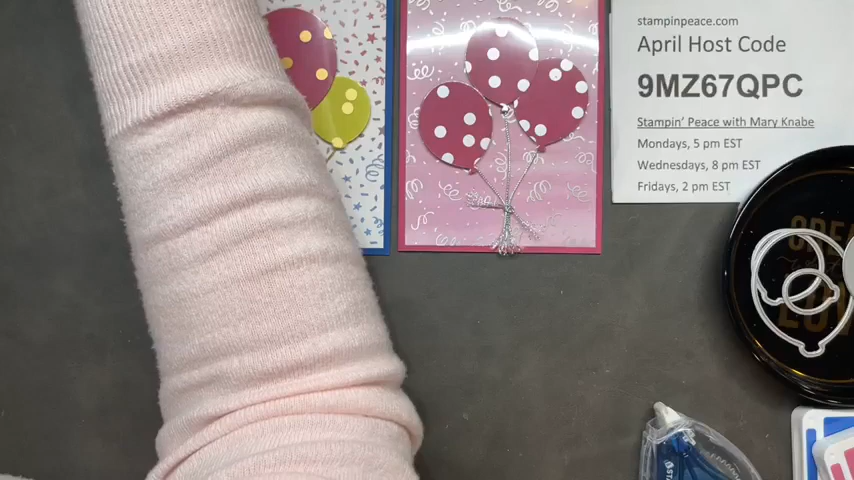 stampinpeace.com
April Host Code
9MZ67QPC
Stampin' Peace with Mary Knabe
Mondays, 5 pm EST
Wednesdays, 8 pm EST
Fridays, 2 pm EST